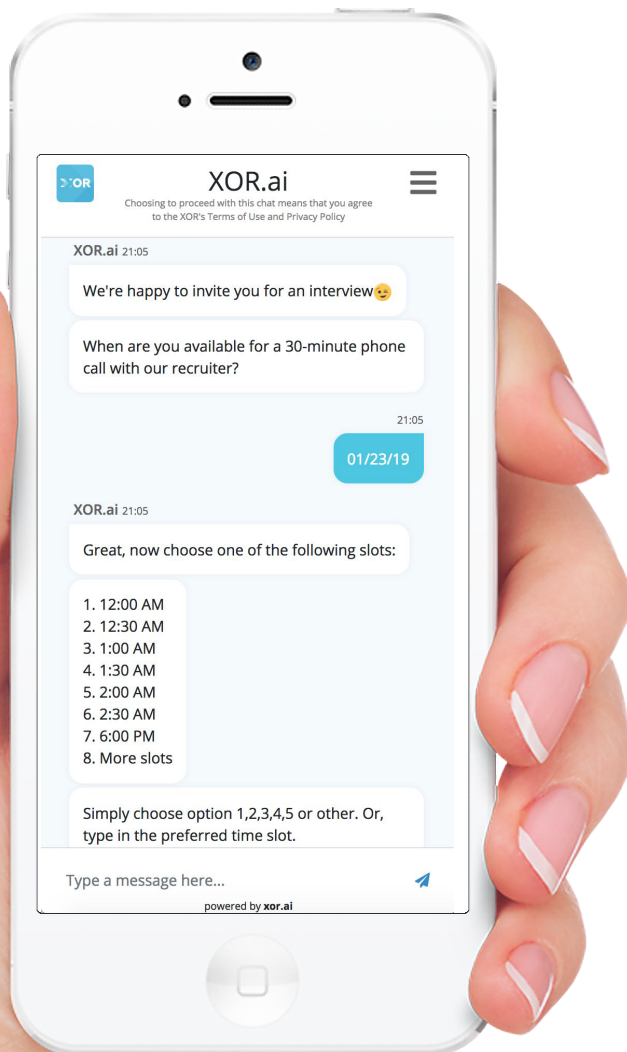 XOR
XOR.ai
Choosing to proceed with this chat means that you agree
to the XOR's Terms of Use and Privacy Policy
XOR.ai 21:05
We're happy to invite you for an interview😉
When are you available for a 30-minute phone
call with our recruiter?
21:05
01/23/19
XOR.ai 21:05
Great, now choose one of the following slots:
1. 12:00 AM
2. 12:30 AM
3. 1:00 AM
4. 1:30 AM
5. 2:00 AM
6. 2:30 AM
7. 6:00 PM
8. More slots
Simply choose option 1,2,3,4,5 or other. Or,
type in the preferred time slot.
Type a message here...
powered by xor.ai